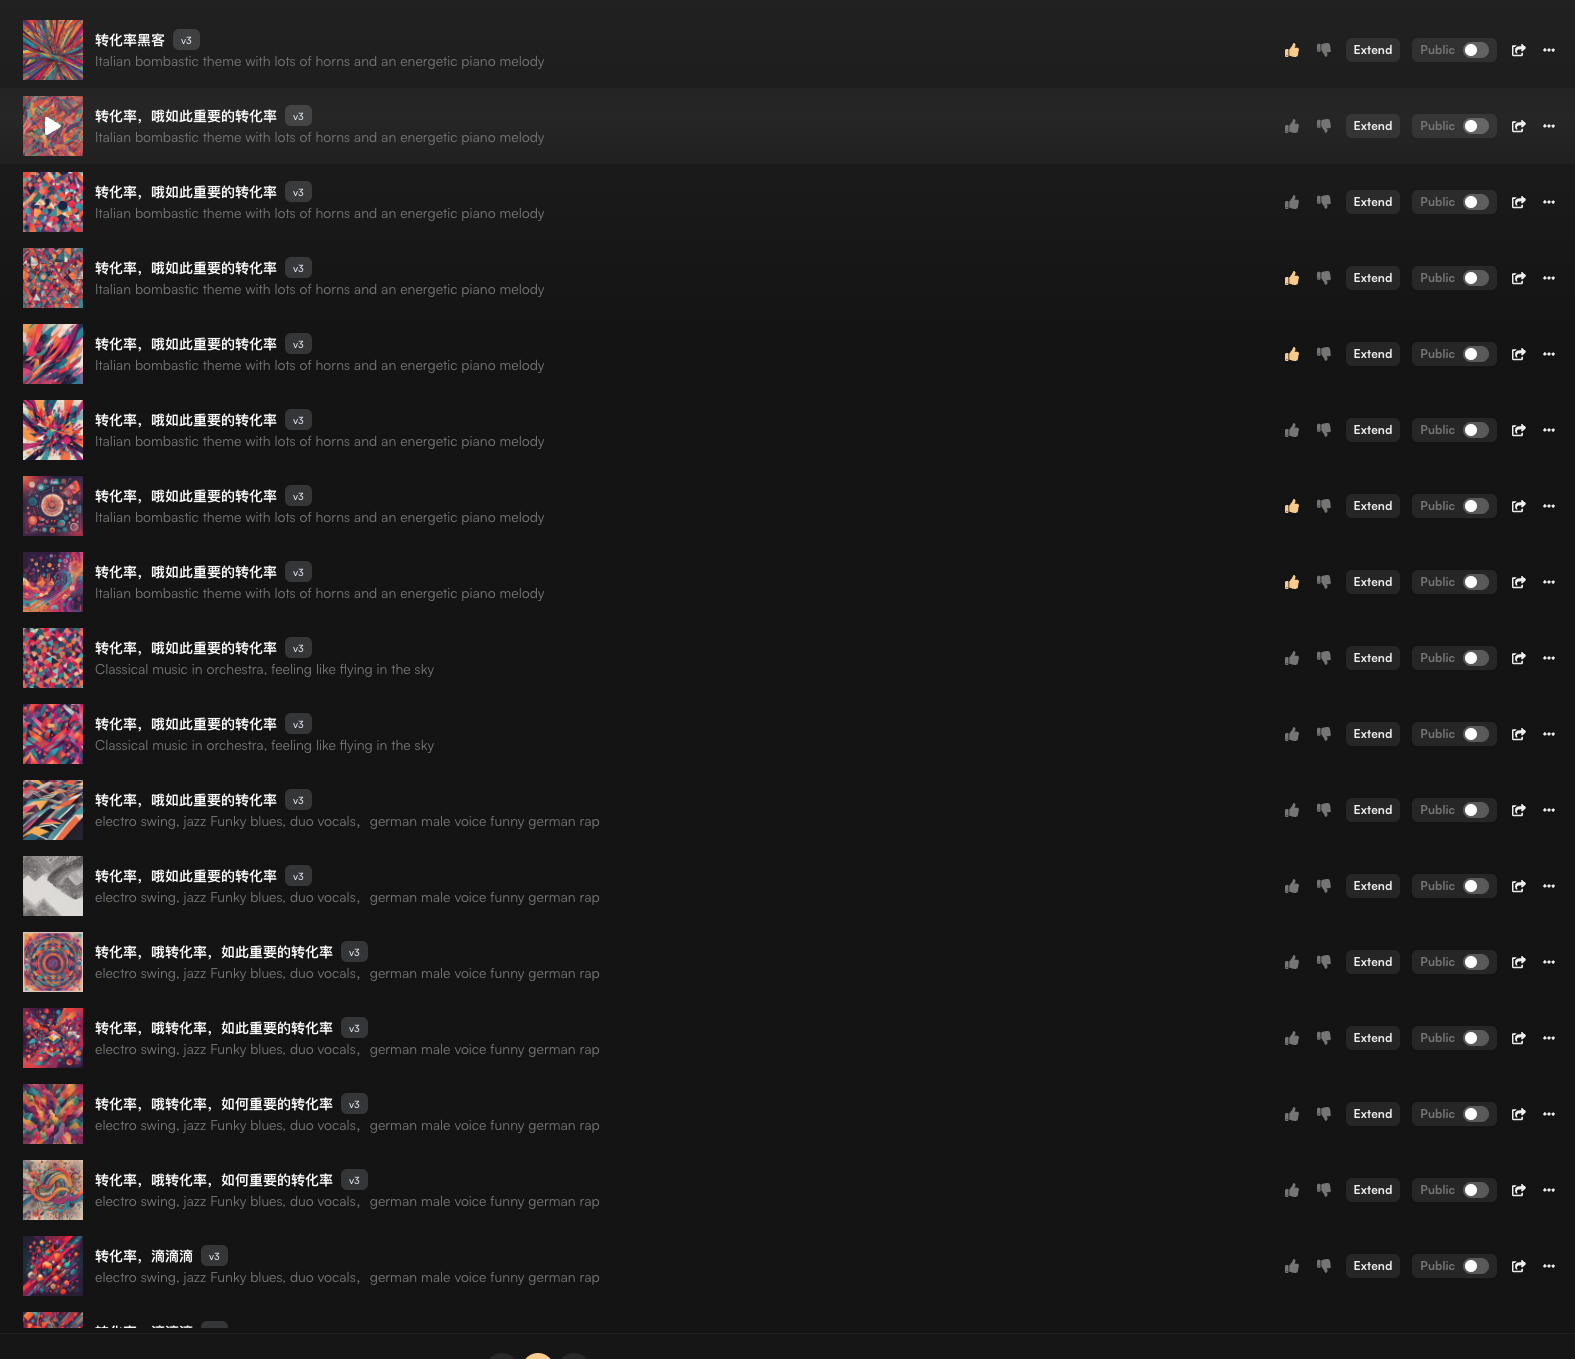 转化率黑客 v3
Italian bombastic theme with lots of horns and an energetic piano melody
Extend Public
转化率，哦如此重要的转化率 v3
Italian bombastic theme with lots of horns and an energetic piano melody
Extend Public
转化率，哦如此重要的转化率 v3
Italian bombastic theme with lots of horns and an energetic piano melody
Extend Public
转化率，哦如此重要的转化率 v3
Italian bombastic theme with lots of horns and an energetic piano melody
Extend Public
转化率，哦如此重要的转化率 v3
Italian bombastic theme with lots of horns and an energetic piano melody
Extend Public
转化率，哦如此重要的转化率 v3
Italian bombastic theme with lots of horns and an energetic piano melody
Extend Public
转化率，哦如此重要的转化率 v3
Italian bombastic theme with lots of horns and an energetic piano melody
Extend Public
转化率，哦如此重要的转化率 v3
Italian bombastic theme with lots of horns and an energetic piano melody
Extend Public
转化率，哦如此重要的转化率 v3
Classical music in orchestra, feeling like flying in the sky
Extend Public
转化率，哦如此重要的转化率 v3
Classical music in orchestra, feeling like flying in the sky
Extend Public
转化率，哦如此重要的转化率 v3
electro swing, jazz Funky blues, duo vocals，german male voice funny german rap
Extend Public
转化率，哦如此重要的转化率 v3
electro swing, jazz Funky blues, duo vocals，german male voice funny german rap
Extend Public
转化率，哦转化率，如此重要的转化率 v3
electro swing, jazz Funky blues, duo vocals，german male voice funny german rap
Extend Public
转化率，哦转化率，如此重要的转化率 v3
electro swing, jazz Funky blues, duo vocals，german male voice funny german rap
Extend Public
转化率，哦转化率，如何重要的转化率 v3
electro swing, jazz Funky blues, duo vocals，german male voice funny german rap
Extend Public
转化率，哦转化率，如何重要的转化率 v3
electro swing, jazz Funky blues, duo vocals，german male voice funny german rap
Extend Public
转化率，滴滴滴 v3
electro swing, jazz Funky blues, duo vocals，german male voice funny german rap
Extend Public